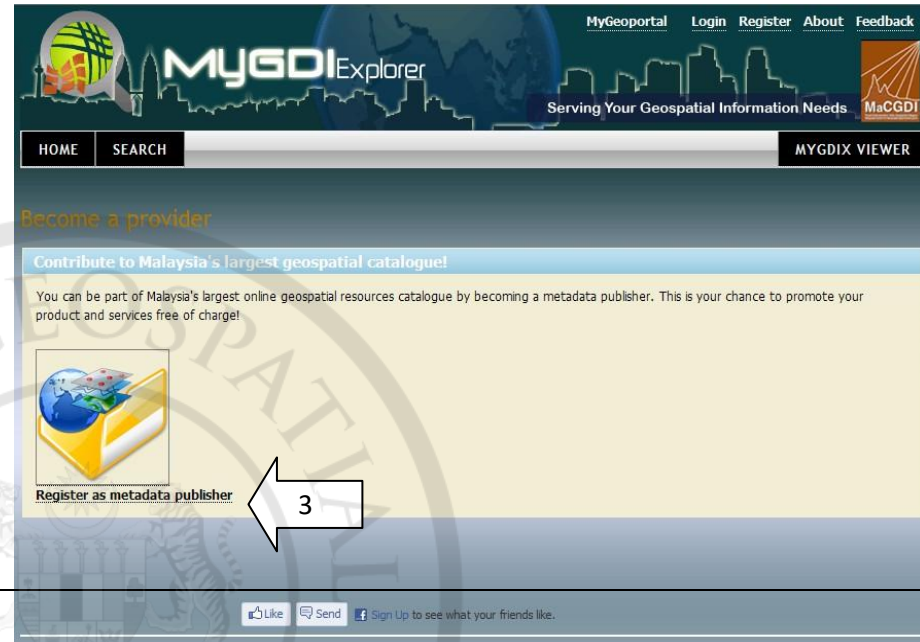 MyGeoportal Login Register About Feedback
MyGDIExplorer
Serving Your Geospatial Information Needs
MaCGDI
HOME SEARCH MYGDIX VIEWER
Become a provider
Contribute to Malaysia's largest geospatial catalogue!
You can be part of Malaysia's largest online geospatial resources catalogue by becoming a metadata publisher. This is your chance to promote your
product and services free of charge!
Register as metadata publisher
3
GEOSPATIAL
Like Send Sign Up to see what your friends like.